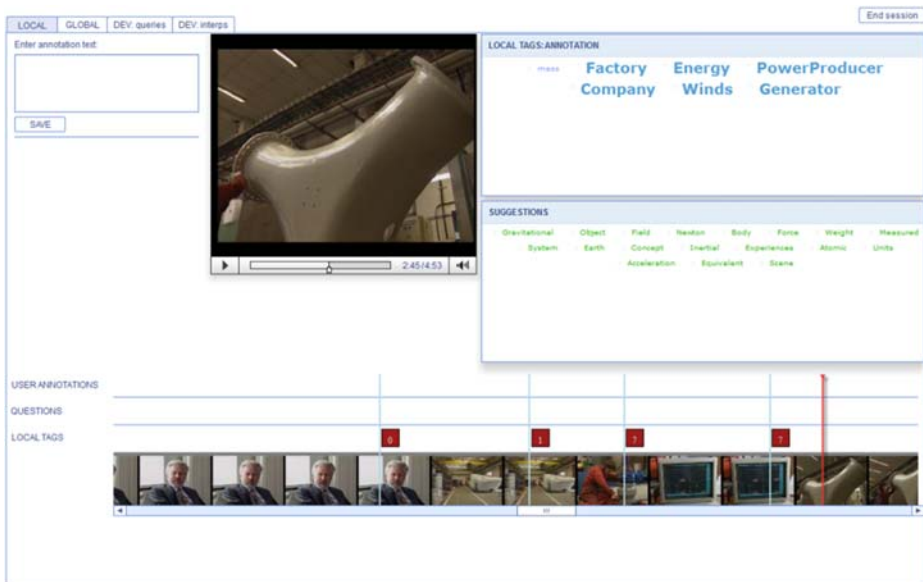 End session
LOCAL GLOBAL DEV: queries DEV: interps
Enter annotation text:
SAVE
2:45/4:53
LOCAL TAGS: ANNOTATION
mass Factory Energy PowerProducer
Company Winds Generator
SUGGESTIONS
Gravitational Object Field Newton Body Force Weight Measured
System Earth Concept Inertial Experiences Atomic Units
Acceleration Equivalent Scene
USER ANNOTATIONS
QUESTIONS
LOCAL TAGS
0 1 7 7